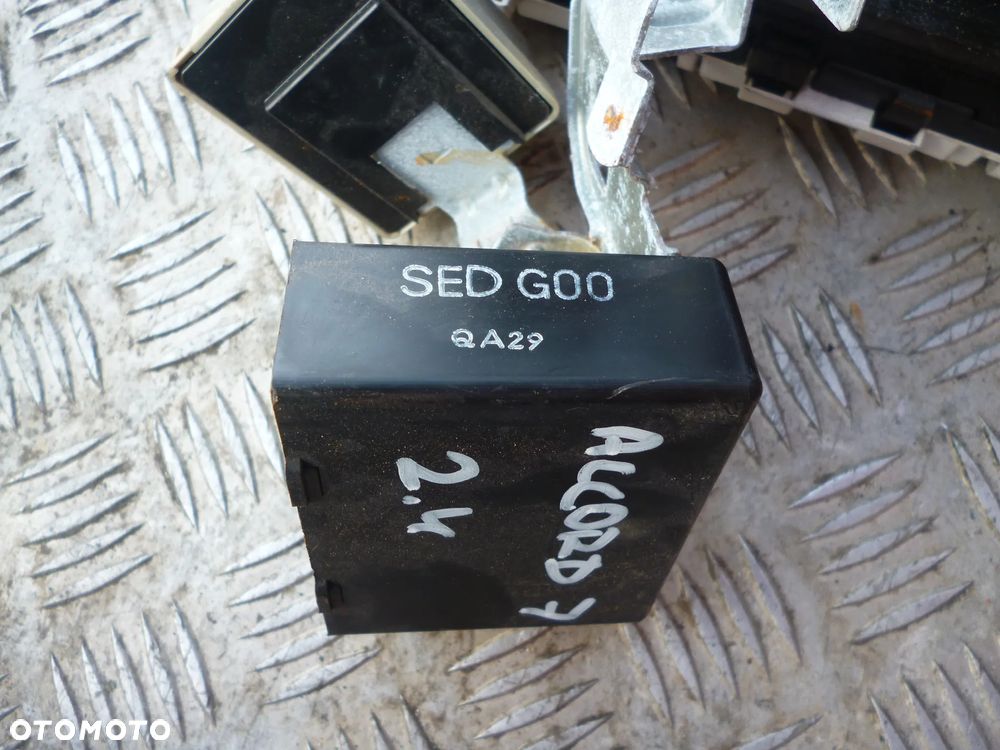 SED G00
QA29
ACCORD 7
2.4
OTOMOTO